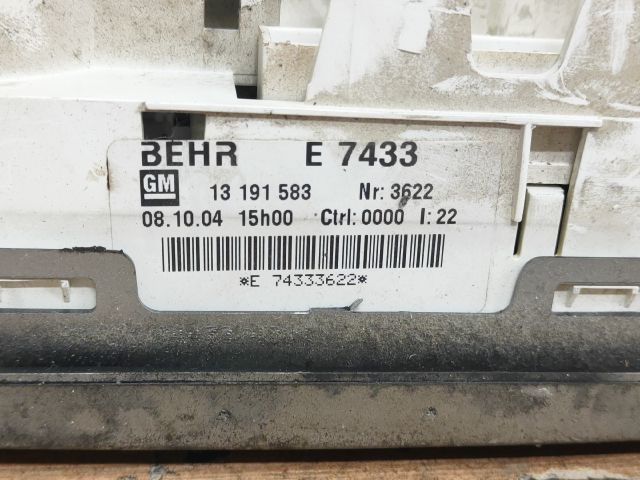 BEHR E 7433
GM 13 191 583 Nr: 3622
08.10.04 15h00 Ctrl: 0000 I: 22
*E 74333622*